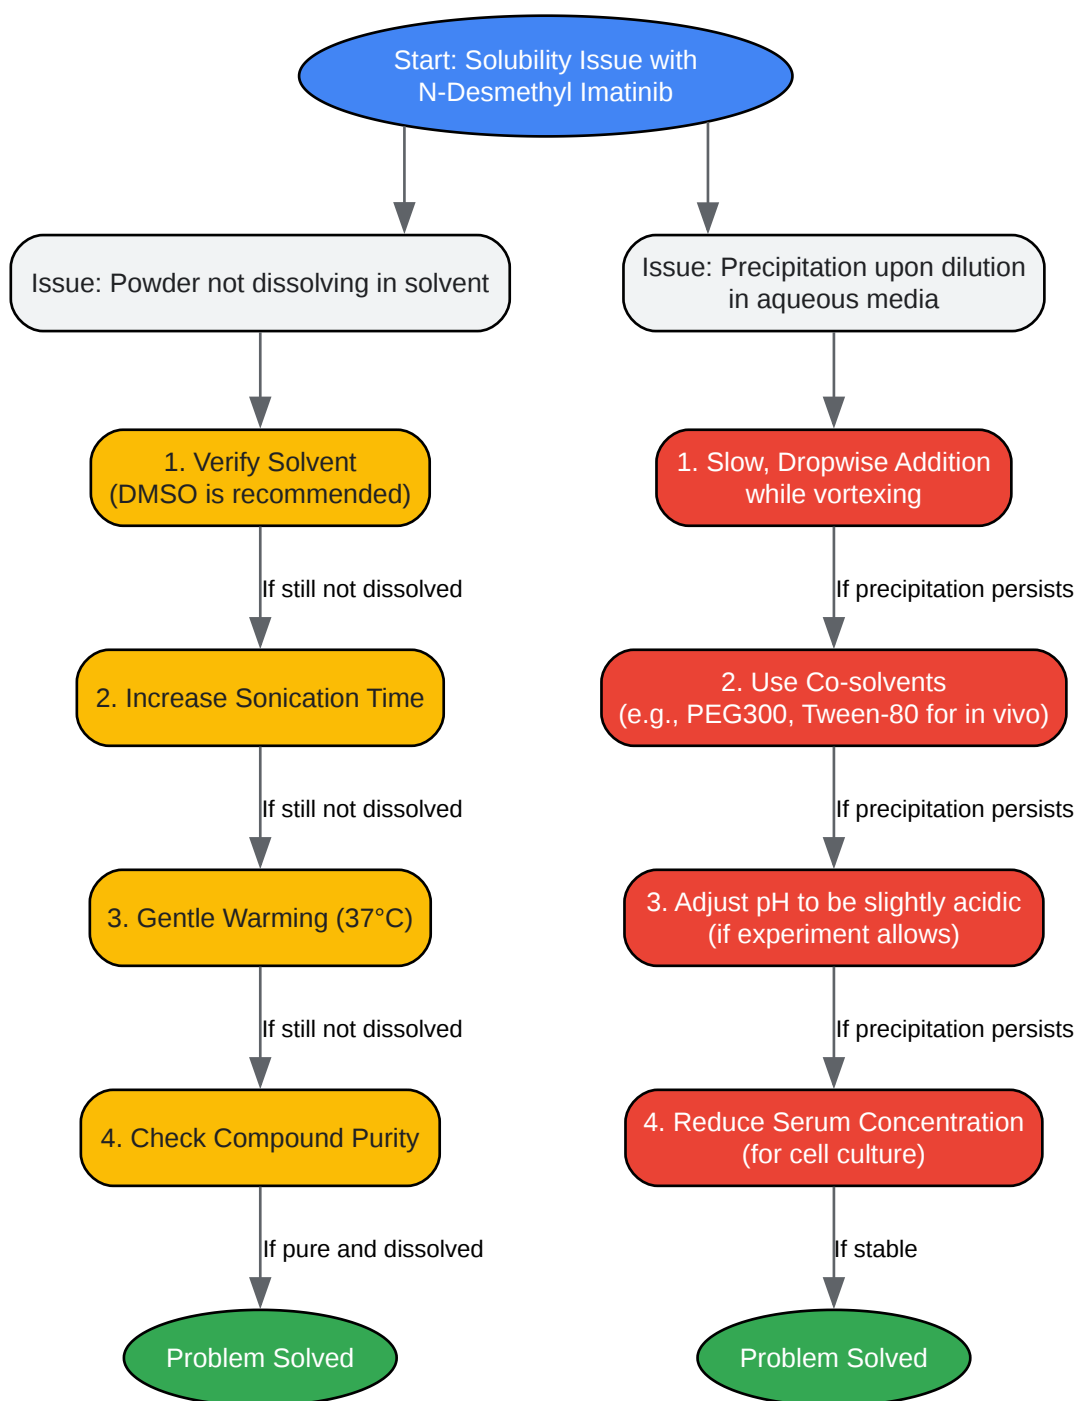 Start: Solubility Issue with
N-Desmethyl Imatinib
Issue: Powder not dissolving in solvent
1. Verify Solvent
(DMSO is recommended)
If still not dissolved
2. Increase Sonication Time
If still not dissolved
3. Gentle Warming (37°C)
If still not dissolved
4. Check Compound Purity
If pure and dissolved
Problem Solved
Issue: Precipitation upon dilution
in aqueous media
1. Slow, Dropwise Addition
while vortexing
If precipitation persists
2. Use Co-solvents
(e.g., PEG300, Tween-80 for in vivo)
If precipitation persists
3. Adjust pH to be slightly acidic
(if experiment allows)
If precipitation persists
4. Reduce Serum Concentration
(for cell culture)
If stable
Problem Solved